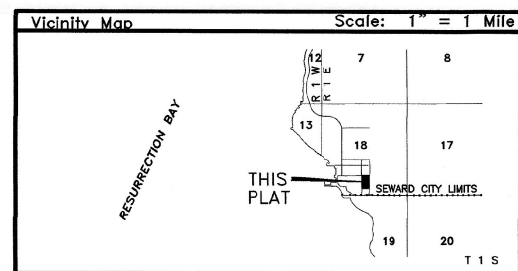 Vicinity Map Scale: 1" = 1 Mile
12 7 8
R 1 W
R 1 E
RESURRECTION BAY
13 18 17
THIS
PLAT
SEWARD CITY LIMITS
19 20
T 1 S